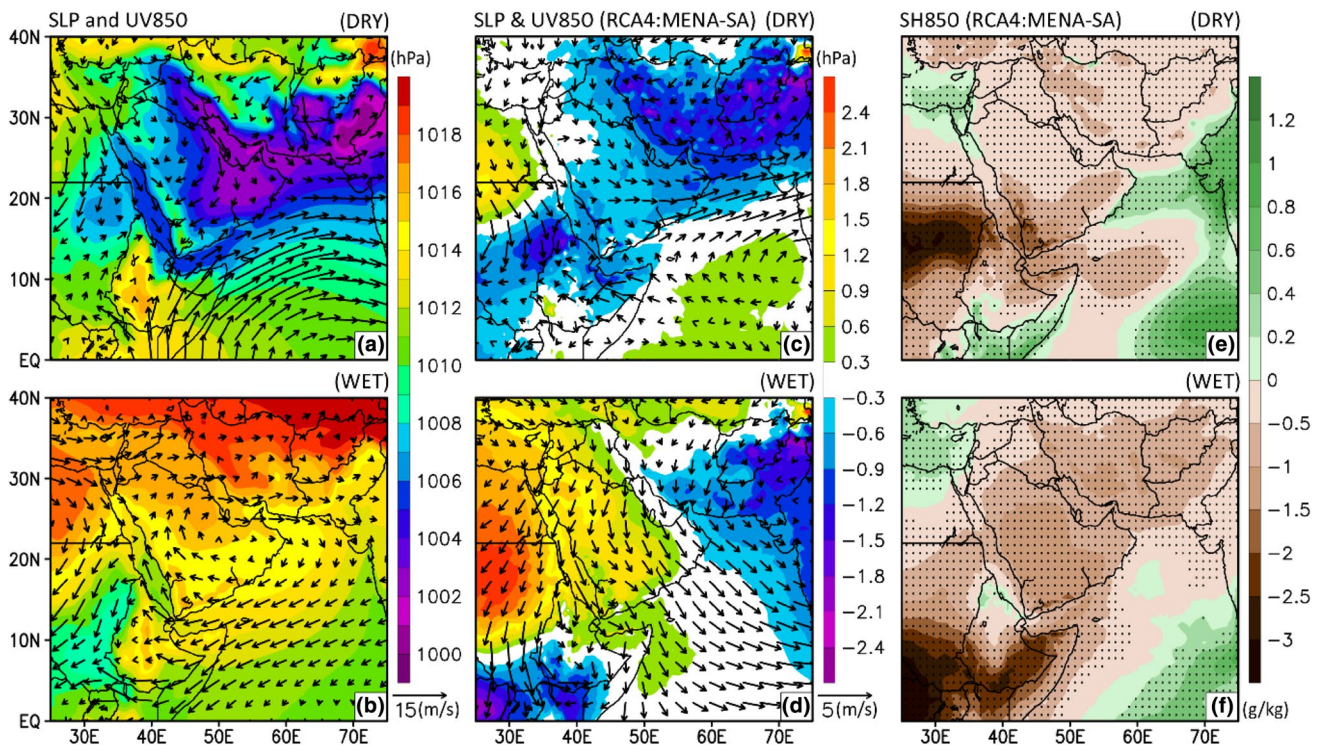 SLP and UV850 (DRY)
SLP & UV850 (RCA4:MENA-SA) (DRY)
SH850 (RCA4:MENA-SA) (DRY)
40N
30N
20N
10N
EQ
(a)
(hPa)
1018
1016
1014
1012
1010
1008
1006
1004
1002
1000
15(m/s)
(c)
(hPa)
2.4
2.1
1.8
1.5
1.2
0.9
0.6
0.3
−0.3
−0.6
−0.9
−1.2
−1.5
−1.8
−2.1
−2.4
5(m/s)
(e)
1.2
1
0.8
0.6
0.4
0.2
0
−0.5
−1
−1.5
−2
−2.5
−3
(g/kg)
(WET)
(WET)
(WET)
40N
30N
20N
10N
EQ
(b)
(d)
(f)
30E 40E 50E 60E 70E
30E 40E 50E 60E 70E
30E 40E 50E 60E 70E